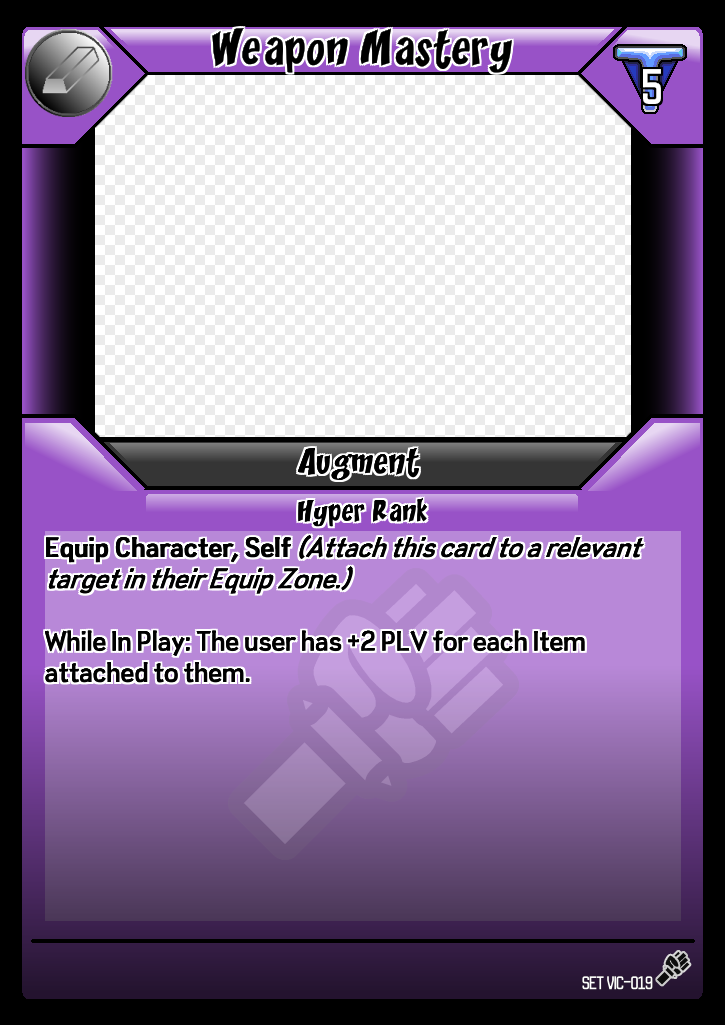 Weapon Mastery
5
Augment
Hyper Rank
Equip Character, Self (Attach this card to a relevant
target in their Equip Zone.)
While In Play: The user has +2 PLV for each Item
attached to them.
SET VIC-019